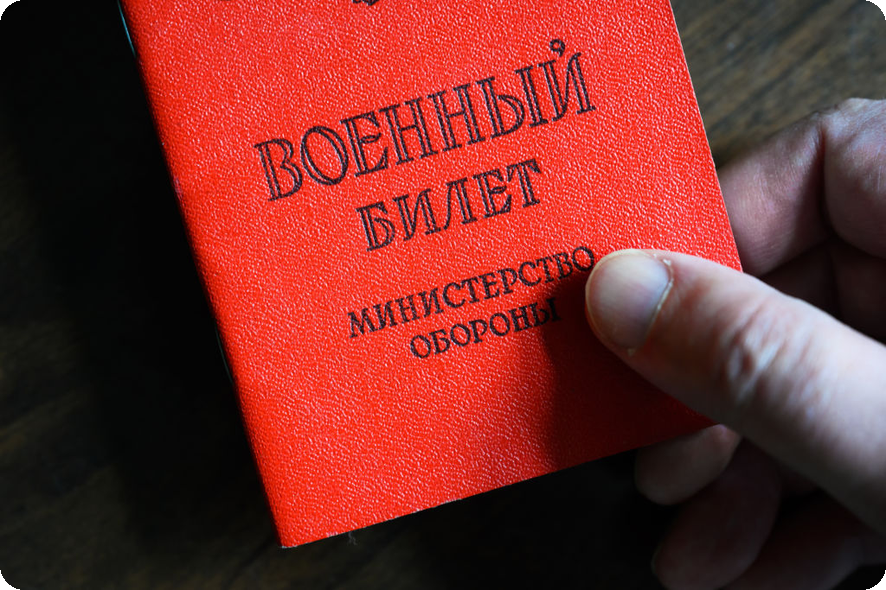 ВОЕННЫЙ
БИЛЕТ
МИНИСТЕРСТВО
ОБОРОНЫ